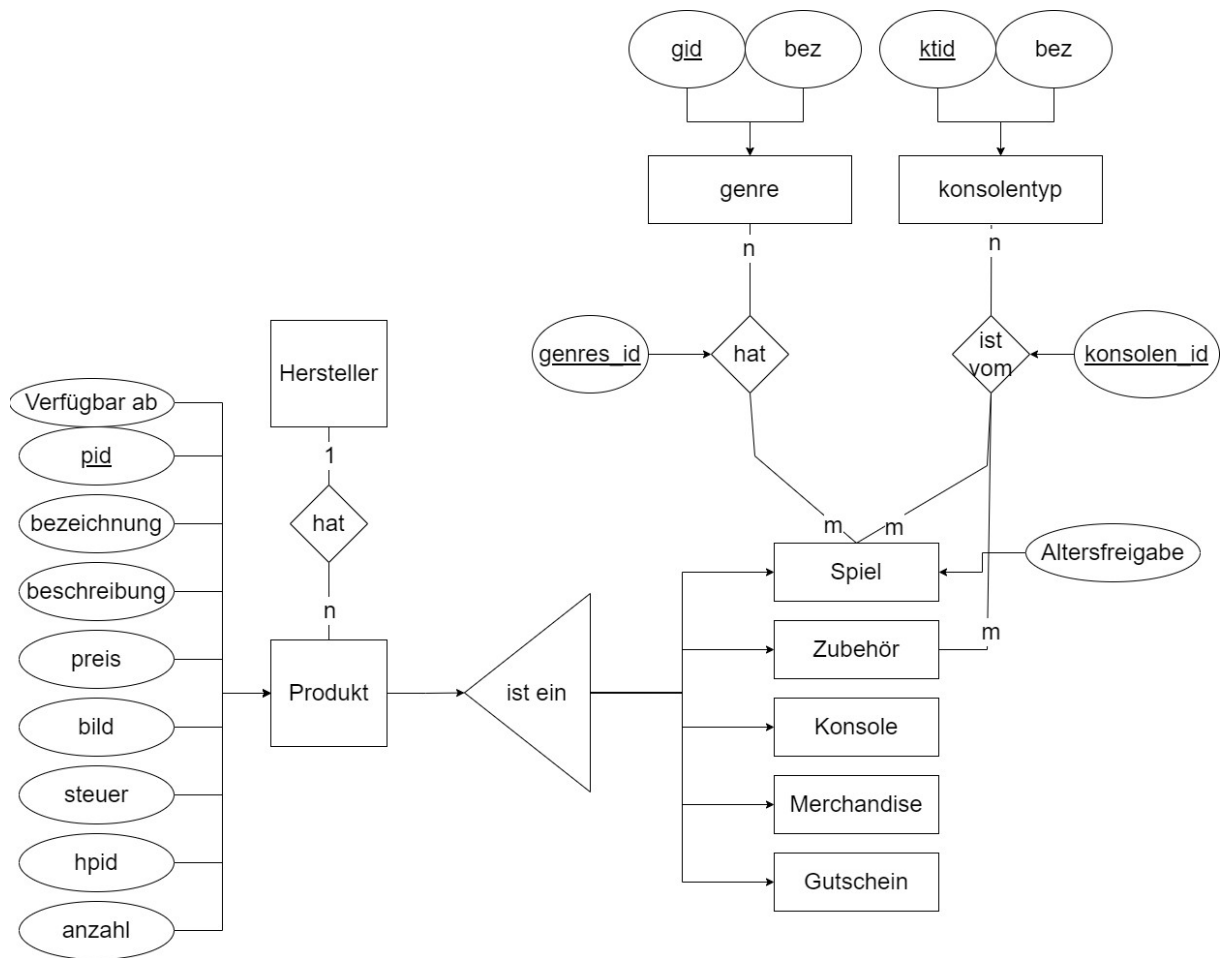 gid
bez
ktid
bez
genre
konsolentyp
n
n
genres_id
hat
ist
vom
konsolen_id
Hersteller
Verfügbar ab
pid
1
bezeichnung
hat
m
m
Altersfreigabe
Spiel
beschreibung
n
m
Zubehör
preis
Produkt
ist ein
bild
Konsole
steuer
Merchandise
hpid
Gutschein
anzahl